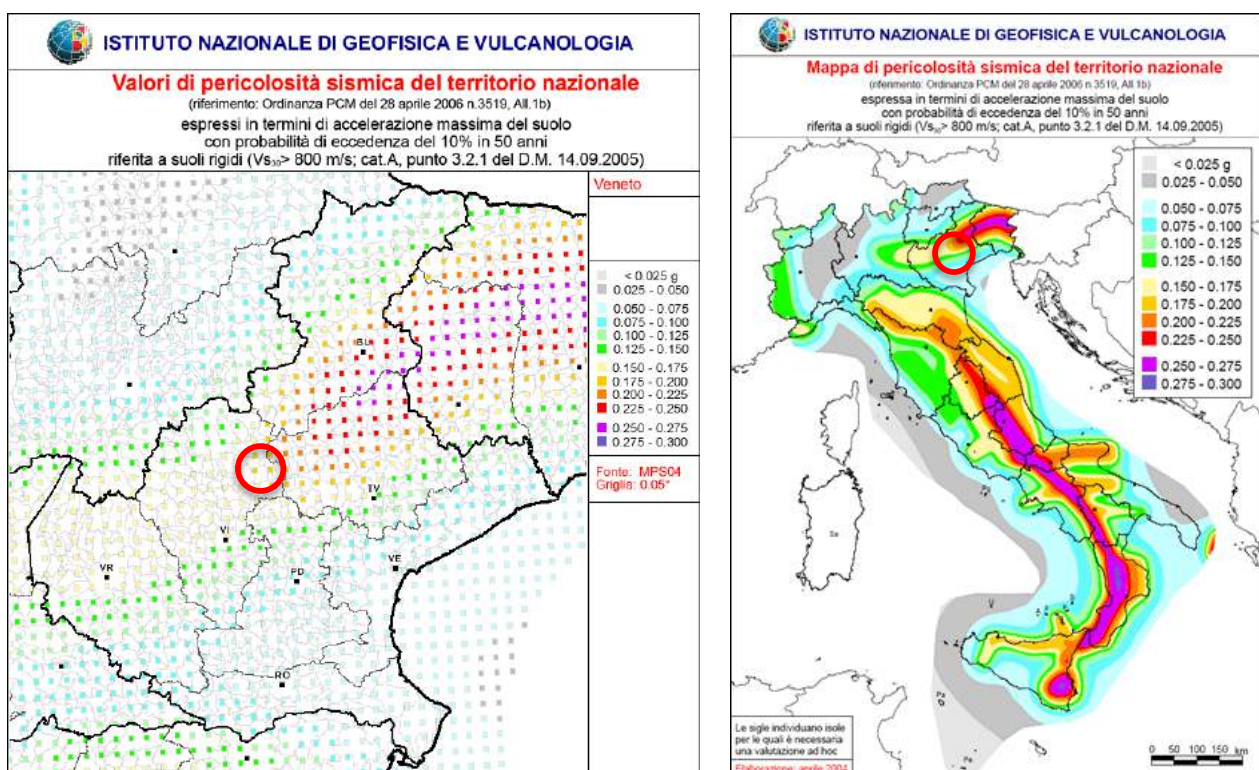 ISTITUTO NAZIONALE DI GEOFISICA E VULCANOLOGIA
Valori di pericolosità sismica del territorio nazionale
(riferimento: Ordinanza PCM del 28 aprile 2006 n.3519, All.1b)
espressi in termini di accelerazione massima del suolo
con probabilità di eccedenza del 10% in 50 anni
riferita a suoli rigidi (Vs₃₀> 800 m/s; cat.A, punto 3.2.1 del D.M. 14.09.2005)
Veneto
< 0.025 g
0.025 - 0.050
0.050 - 0.075
0.075 - 0.100
0.100 - 0.125
0.125 - 0.150
0.150 - 0.175
0.175 - 0.200
0.200 - 0.225
0.225 - 0.250
0.250 - 0.275
0.275 - 0.300
Fonte: MPS04
Griglia: 0.05°
BL
TV
VI
VE
VR
PD
RO
ISTITUTO NAZIONALE DI GEOFISICA E VULCANOLOGIA
Mappa di pericolosità sismica del territorio nazionale
(riferimento: Ordinanza PCM del 28 aprile 2006 n.3519, All.1b)
espressa in termini di accelerazione massima del suolo
con probabilità di eccedenza del 10% in 50 anni
riferita a suoli rigidi (Vs₃₀> 800 m/s; cat.A, punto 3.2.1 del D.M. 14.09.2005)
< 0.025 g
0.025 - 0.050
0.050 - 0.075
0.075 - 0.100
0.100 - 0.125
0.125 - 0.150
0.150 - 0.175
0.175 - 0.200
0.200 - 0.225
0.225 - 0.250
0.250 - 0.275
0.275 - 0.300
Sa
Pa
Pe
Le sigle individuano isole
per le quali è necessaria
una valutazione ad hoc
Elaborazione: aprile 2004
0 50 100 150 km